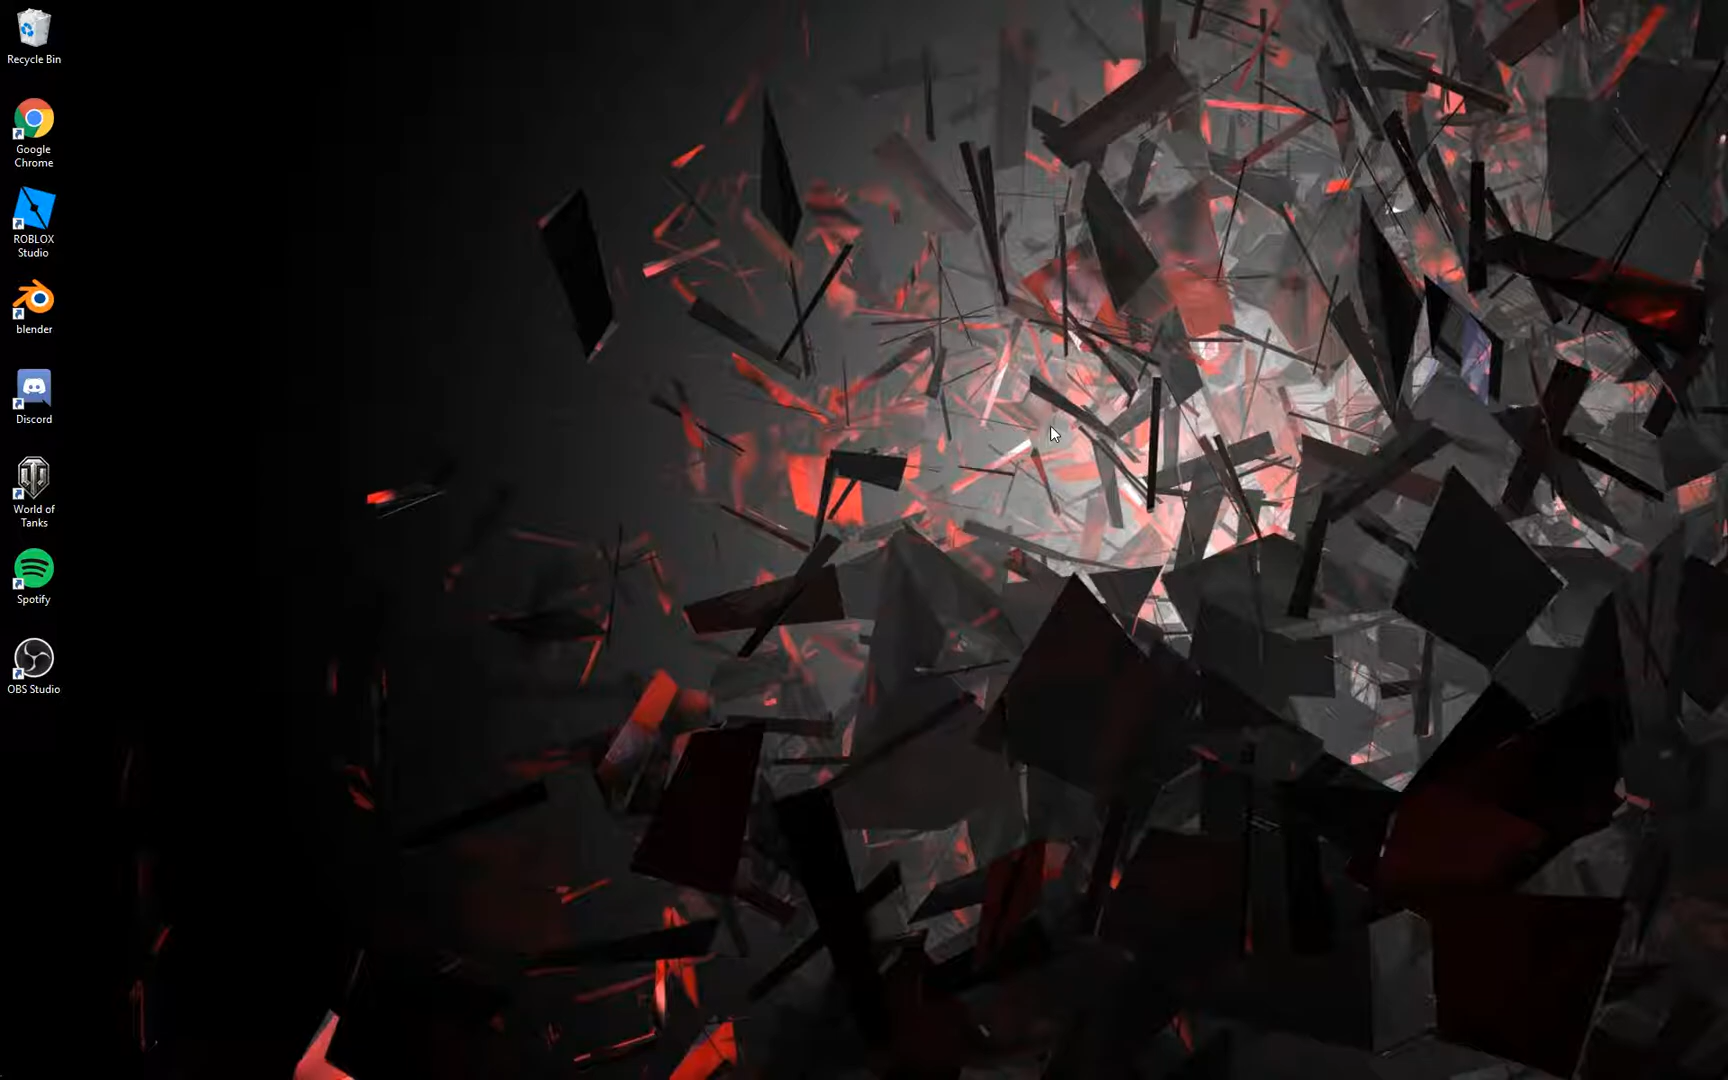 Recycle Bin
Google
Chrome
ROBLOX
Studio
blender
Discord
World of
Tanks
Spotify
OBS Studio